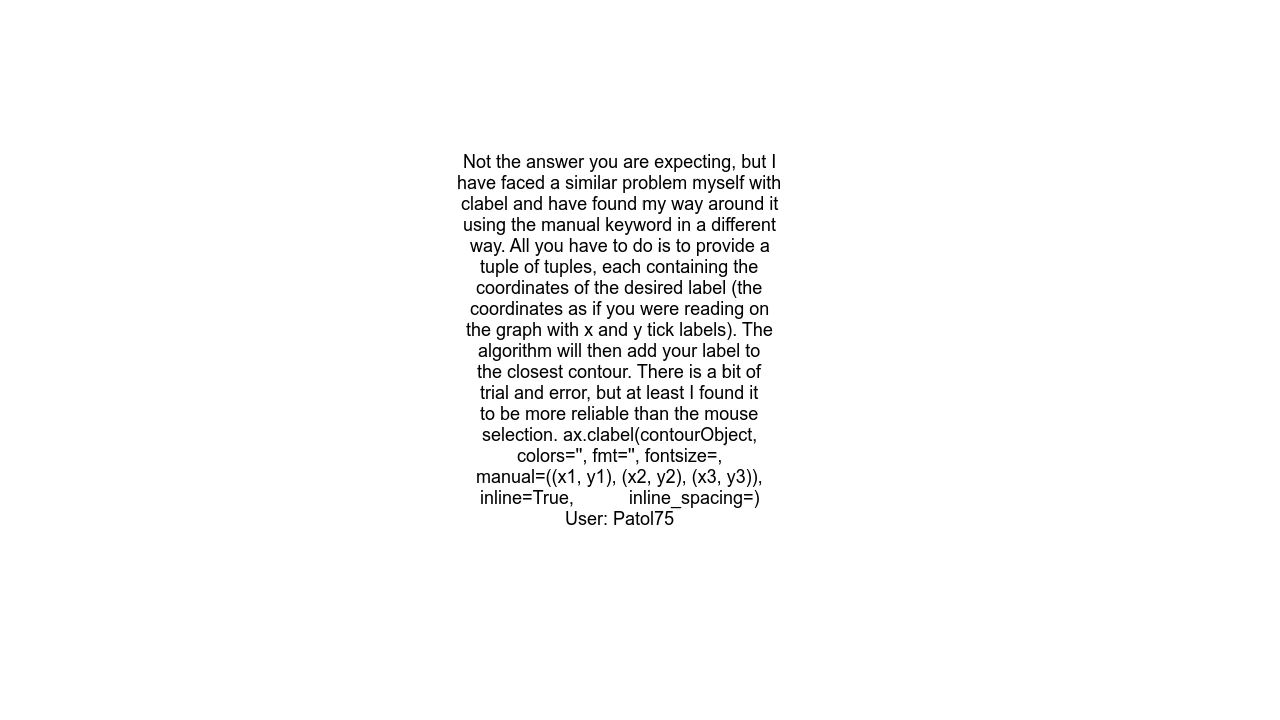 Not the answer you are expecting, but I
have faced a similar problem myself with
clabel and have found my way around it
using the manual keyword in a different
way. All you have to do is to provide a
tuple of tuples, each containing the
coordinates of the desired label (the
coordinates as if you were reading on
the graph with x and y tick labels). The
algorithm will then add your label to
the closest contour. There is a bit of
trial and error, but at least I found it
to be more reliable than the mouse
selection. ax.clabel(contourObject,
colors='', fmt='', fontsize=,
manual=((x1, y1), (x2, y2), (x3, y3)),
inline=True,           inline_spacing=)
User: Patol75